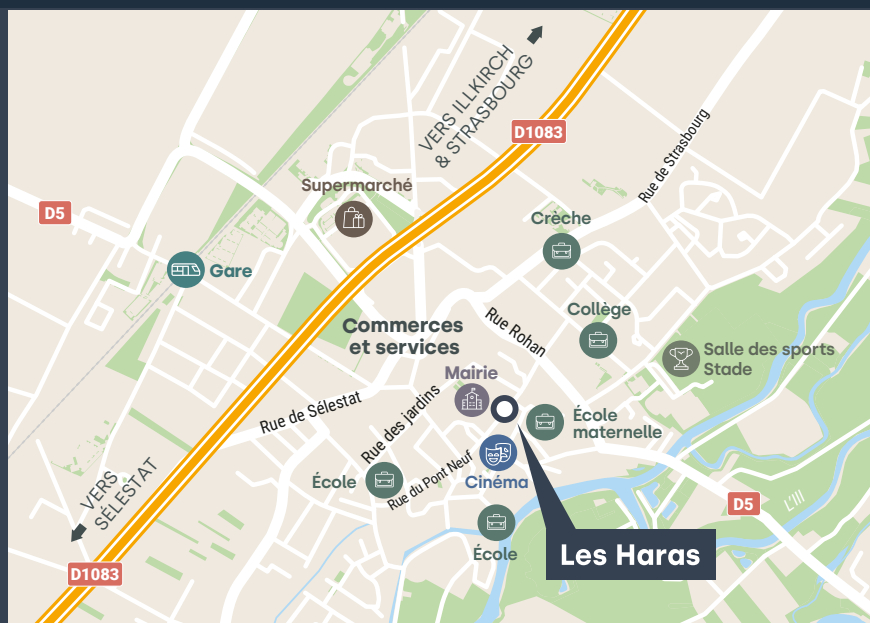 VERS ILLKIRCH
& STRASBOURG
D1083
Rue de Strasbourg
Supermarché
D5
Crèche
Gare
Collège
Rue Rohan
Commerces
et services
Salle des sports
Stade
Mairie
Rue de Sélestat
Rue des jardins
École
maternelle
École
Rue du Pont Neuf
Cinéma
VERS
SÉLESTAT
D5
L'Ill
École
Les Haras
D1083